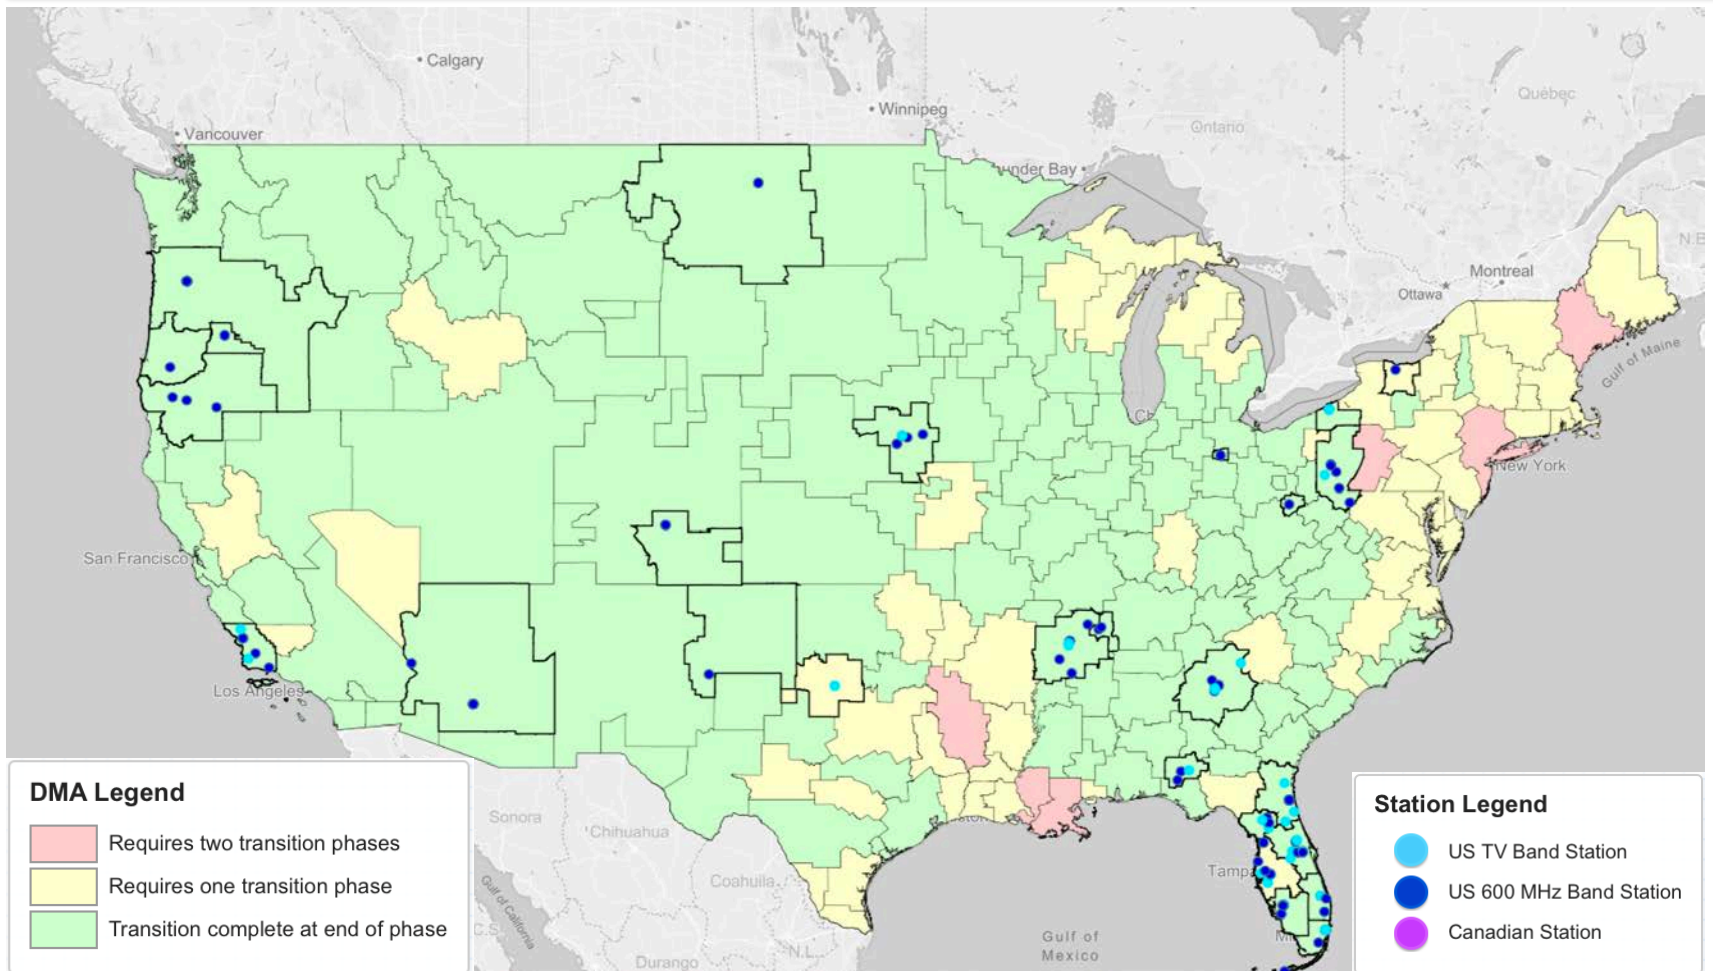 Calgary
Winnipeg
Québec
Ontario
Vancouver
under Bay
N.B
Montreal
Ottawa
Gulf of Maine
Ch
New York
San Francisco
Los Angeles
DMA Legend
Requires two transition phases
Requires one transition phase
Transition complete at end of phase
Sonora
Chihuahua
Coahuila
Gulf of California
Durango
N.L.
Gulf of
Mexico
Tampa
Station Legend
US TV Band Station
US 600 MHz Band Station
Canadian Station